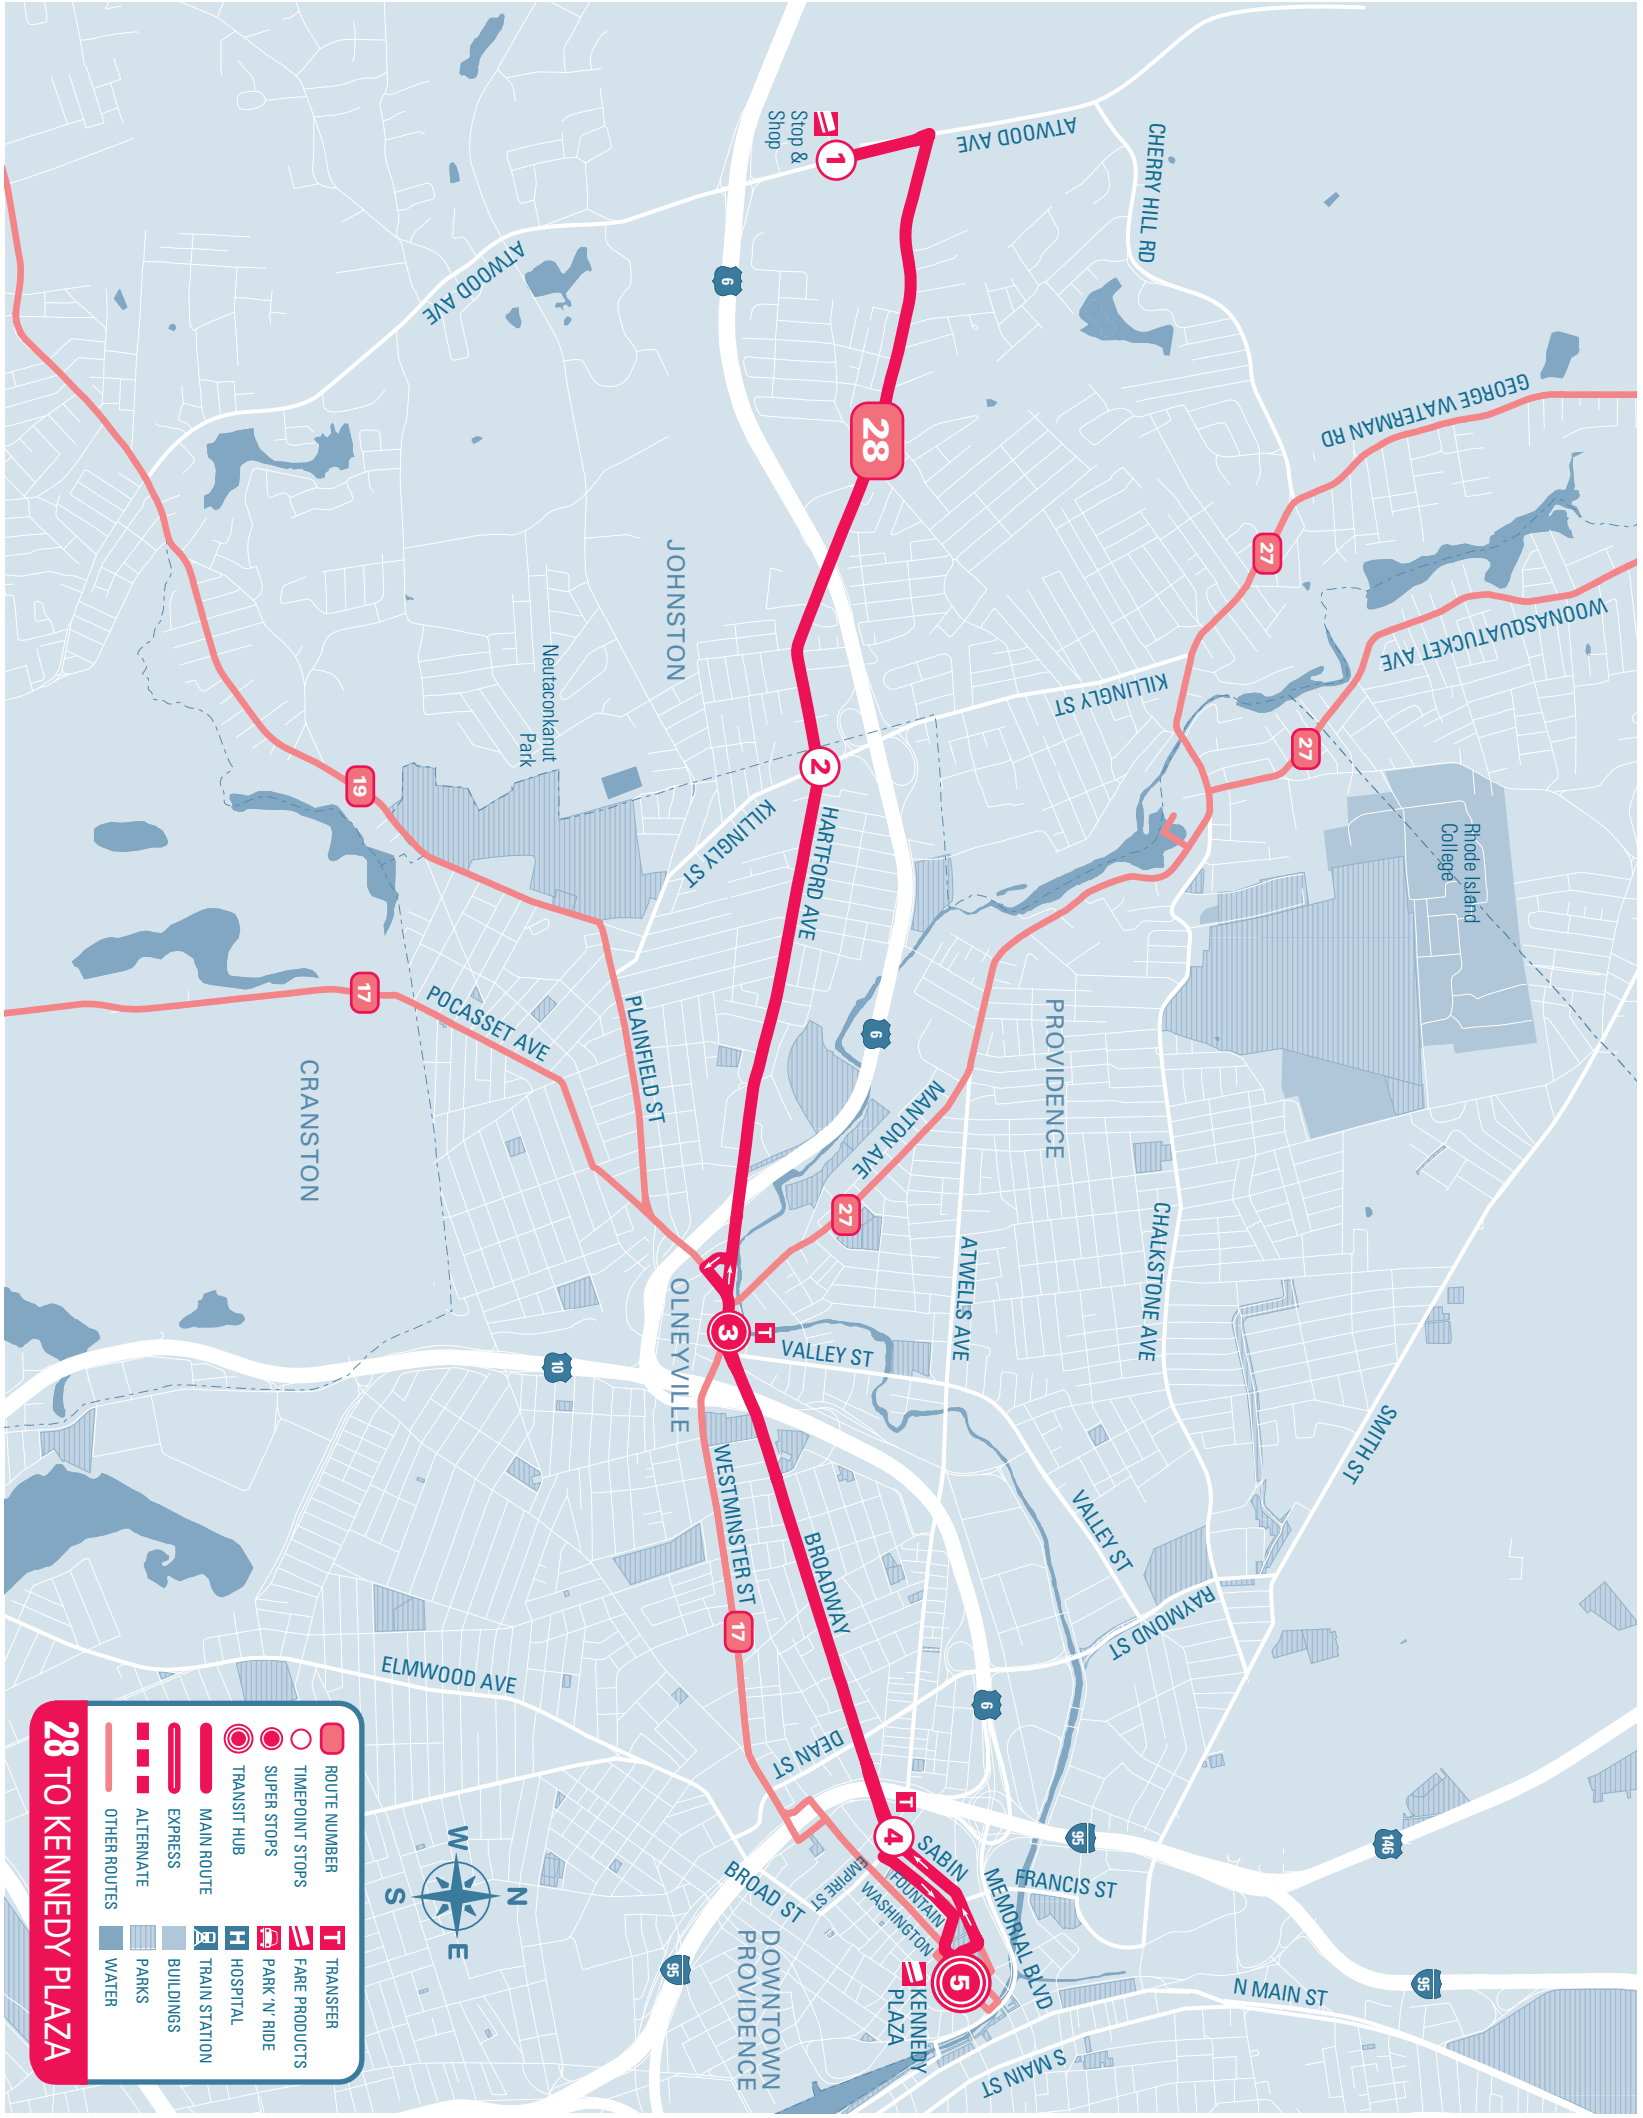 ATWOOD AVE
CHERRY HILL RD
Stop &
Shop
1
6
ATWOOD AVE
GEORGE WATERMAN RD
28
27
WOONASQUATUCKET AVE
JOHNSTON
KILLINGLY ST
27
Neutaconkanut
Park
19
2
KILLINGLY ST
HARTFORD AVE
Rhode Island
College
17
POCASSET AVE
PLAINFIELD ST
6
PROVIDENCE
CRANSTON
MANTON AVE
27
ATWELLS AVE
CHALKSTONE AVE
OLNEYVILLE
3
T
VALLEY ST
10
SMITH ST
WESTMINSTER ST
BROADWAY
VALLEY ST
17
RAYMOND ST
ELMWOOD AVE
6
DEAN ST
T
4
SABIN
95
146
FRANCIS ST
MEMORIAL BLVD
EMPIRE ST
FOUNTAIN
WASHINGTON
BROAD ST
95
DOWNTOWN
PROVIDENCE
5
KENNEDY
PLAZA
95
N MAIN ST
S MAIN ST
N
W
E
S
ROUTE NUMBER
TIMEPOINT STOPS
SUPER STOPS
TRANSIT HUB
MAIN ROUTE
EXPRESS
ALTERNATE
OTHER ROUTES
T TRANSFER
FARE PRODUCTS
PARK 'N' RIDE
H HOSPITAL
TRAIN STATION
BUILDINGS
PARKS
WATER
28 TO KENNEDY PLAZA